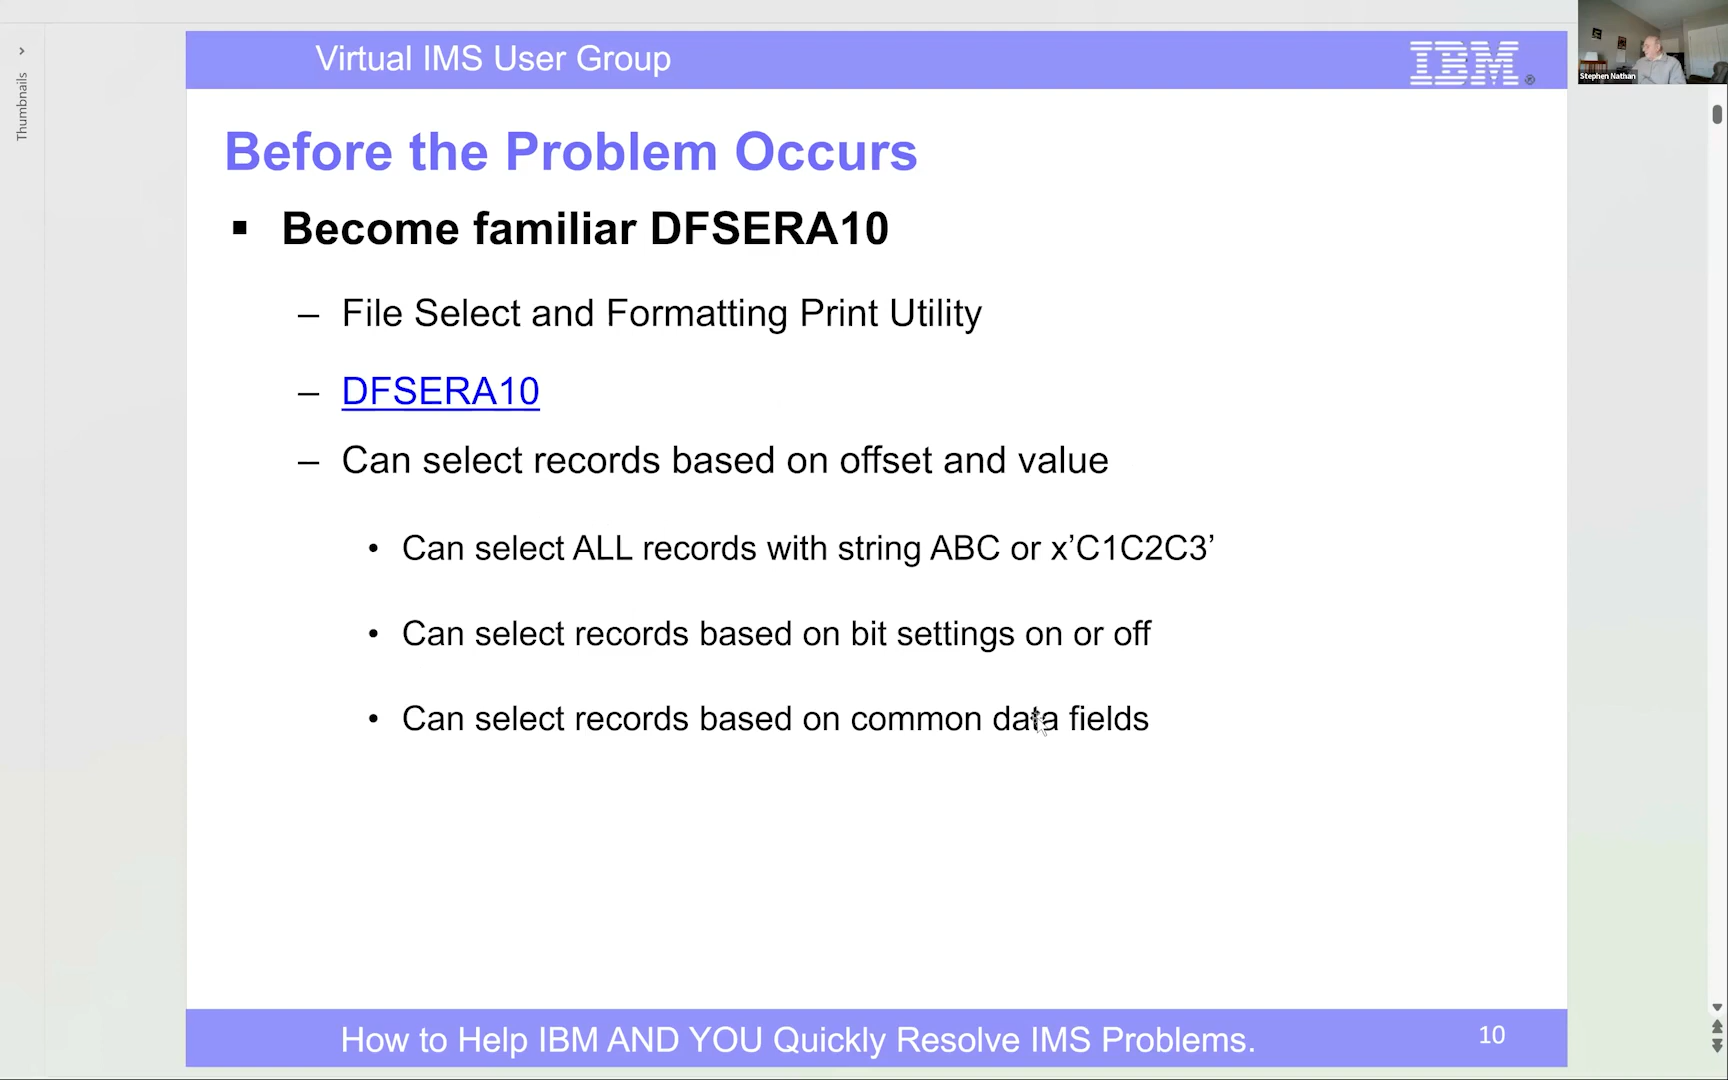 Thumbnails
Virtual IMS User Group
IBM®
Stephen Nathan
Before the Problem Occurs
▪ Become familiar DFSERA10
– File Select and Formatting Print Utility
– DFSERA10
– Can select records based on offset and value
• Can select ALL records with string ABC or x’C1C2C3’
• Can select records based on bit settings on or off
• Can select records based on common data fields
How to Help IBM AND YOU Quickly Resolve IMS Problems.
10